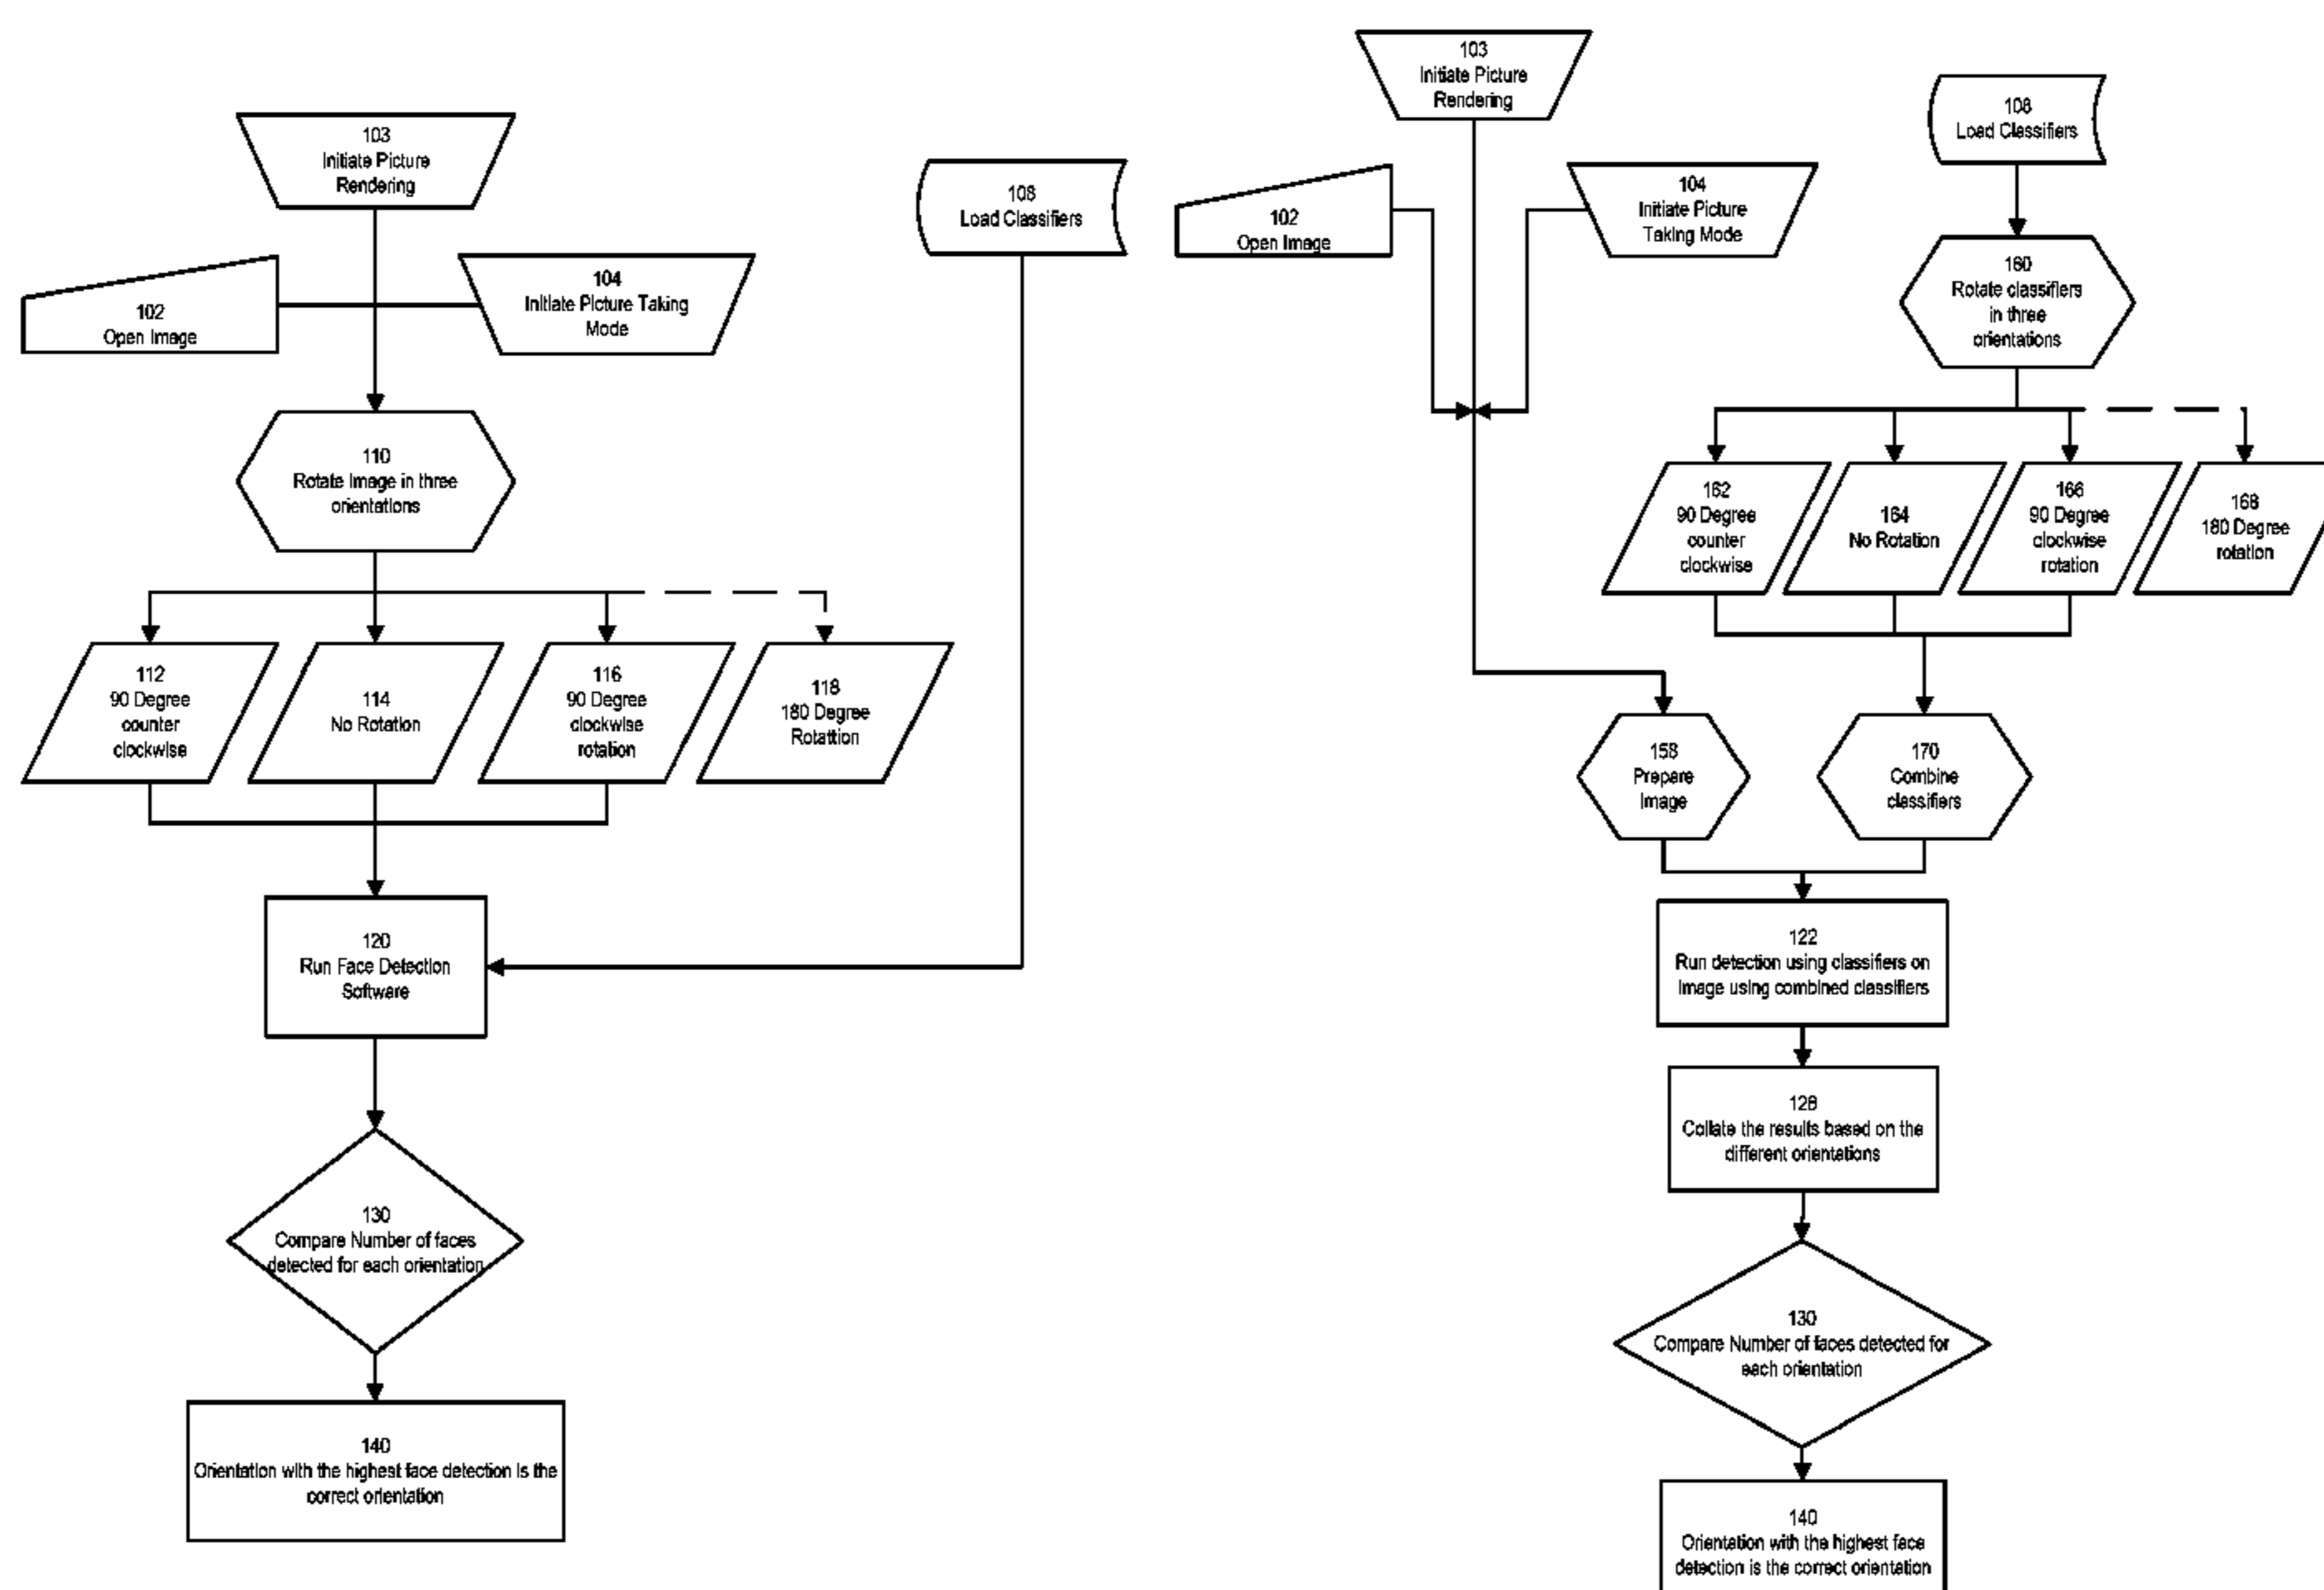 103
Initiate Picture
Rendering
102
Open Image
104
Initiate Picture Taking
Mode
108
Load Classifiers
110
Rotate Image in three
orientations
112
90 Degree
counter
clockwise
114
No Rotation
116
90 Degree
clockwise
rotation
118
180 Degree
Rotattion
120
Run Face Detection
Software
130
Compare Number of faces
detected for each orientation
140
Orientation with the highest face detection is the
correct orientation
103
Initiate Picture
Rendering
102
Open Image
104
Initiate Picture
Taking Mode
108
Load Classifiers
160
Rotate classifiers
in three
orientations
162
90 Degree
counter
clockwise
164
No Rotation
166
90 Degree
clockwise
rotation
168
180 Degree
rotation
158
Prepare
Image
170
Combine
classifiers
122
Run detection using classifiers on
image using combined classifiers
128
Collate the results based on the
different orientations
130
Compare Number of faces detected for
each orientation
140
Orientation with the highest face
detection is the correct orientation